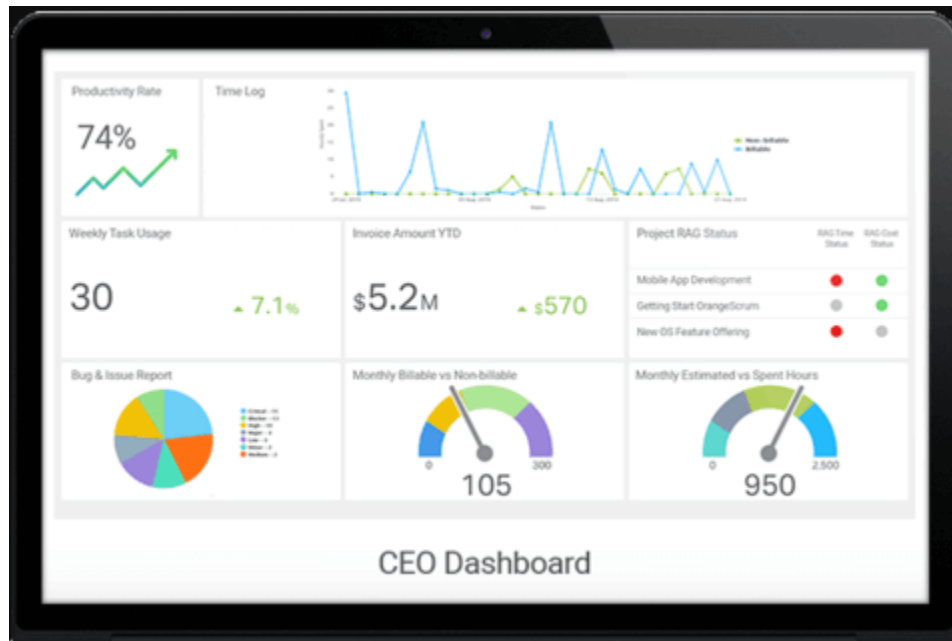 Productivity Rate
74%
Time Log
Non-billable
Billable
Weekly Task Usage
30
7.1%
Invoice Amount YTD
$5.2M
$570
Project RAG Status
RAG Time Status
RAG Cost Status
Mobile App Development
Getting Start OrangeScrum
New OS Feature Offering
Bug & Issue Report
Monthly Billable vs Non-billable
0
300
105
Monthly Estimated vs Spent Hours
0
2,500
950
CEO Dashboard